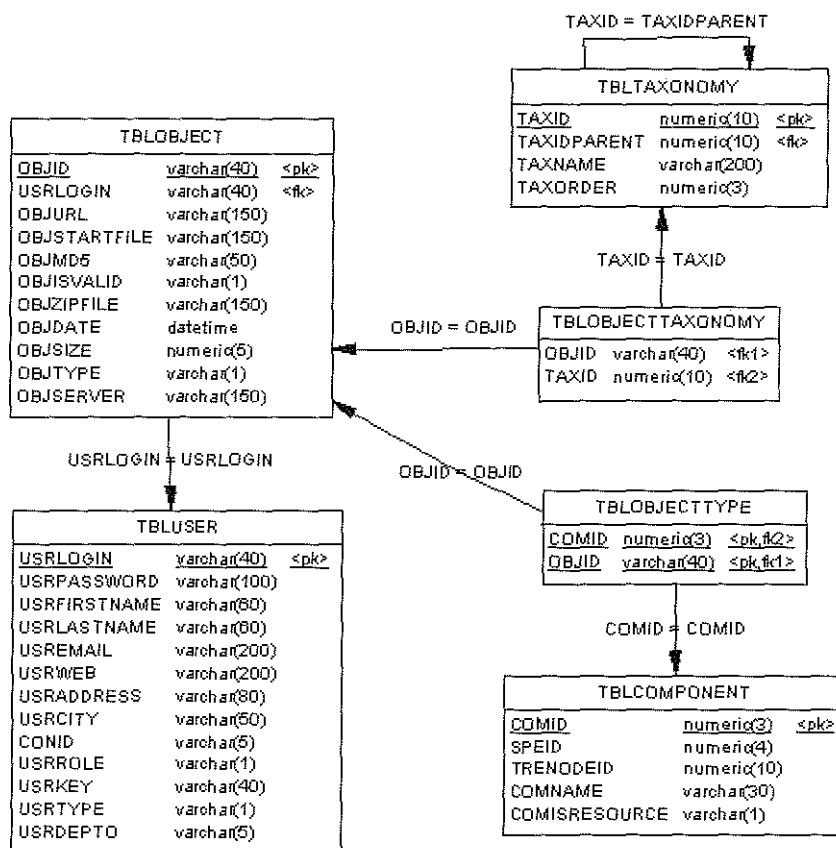 TAXID = TAXIDPARENT
TBLTAXONOMY
TAXID numeric(10) <pk>
TAXIDPARENT numeric(10) <fk>
TAXNAME varchar(200)
TAXORDER numeric(3)
TBLOBJECT
OBJID varchar(40) <pk>
USRLOGIN varchar(40) <fk>
OBJURL varchar(150)
OBJSTARTFILE varchar(150)
OBJMD5 varchar(50)
OBJISVALID varchar(1)
OBJZIPFILE varchar(150)
OBJDATE datetime
OBJSIZE numeric(5)
OBJTYPE varchar(1)
OBJSERVER varchar(150)
TAXID = TAXID
OBJID = OBJID
TBLOBJECTTAXONOMY
OBJID varchar(40) <fk1>
TAXID numeric(10) <fk2>
USRLOGIN = USRLOGIN
OBJID = OBJID
TBLOBJECTTYPE
COMID numeric(3) <pk,fk2>
OBJID varchar(40) <pk,fk1>
TBLUSER
USRLOGIN varchar(40) <pk>
USRPASSWORD varchar(100)
USRFIRSTNAME varchar(60)
USRLASTNAME varchar(60)
USREMAIL varchar(200)
USRWEB varchar(200)
USRADDRESS varchar(80)
USRCITY varchar(50)
CONID varchar(5)
USRROLE varchar(1)
USRKEY varchar(40)
USRTYPE varchar(1)
USRDEPTO varchar(5)
COMID = COMID
TBLCOMPONENT
COMID numeric(3) <pk>
SPEID numeric(4)
TRENODEID numeric(10)
COMNAME varchar(30)
COMISRESOURCE varchar(1)